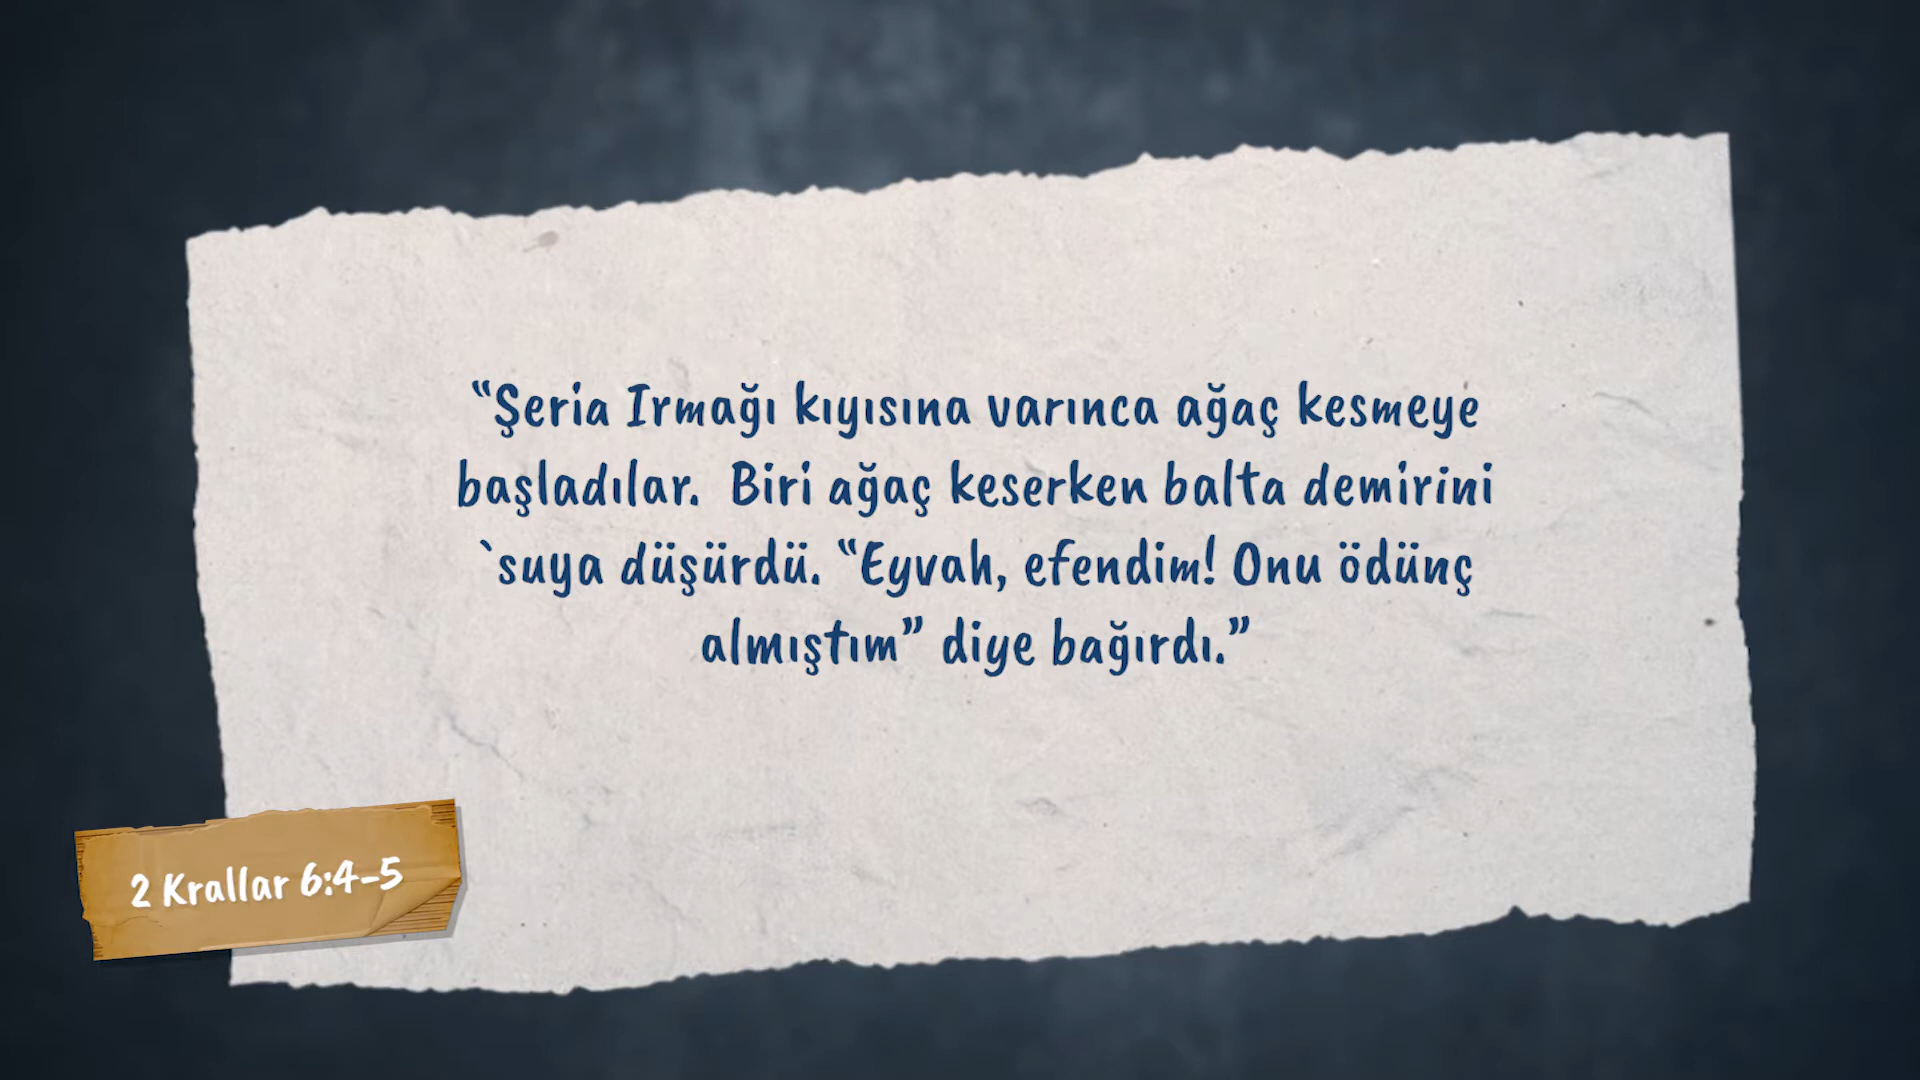 “Şeria Irmağı kıyısına varınca ağaç kesmeye
başladılar.  Biri ağaç keserken balta demirini
`suya düşürdü. “Eyvah, efendim! Onu ödünç
almıştım” diye bağırdı.”
2 Krallar 6:4-5